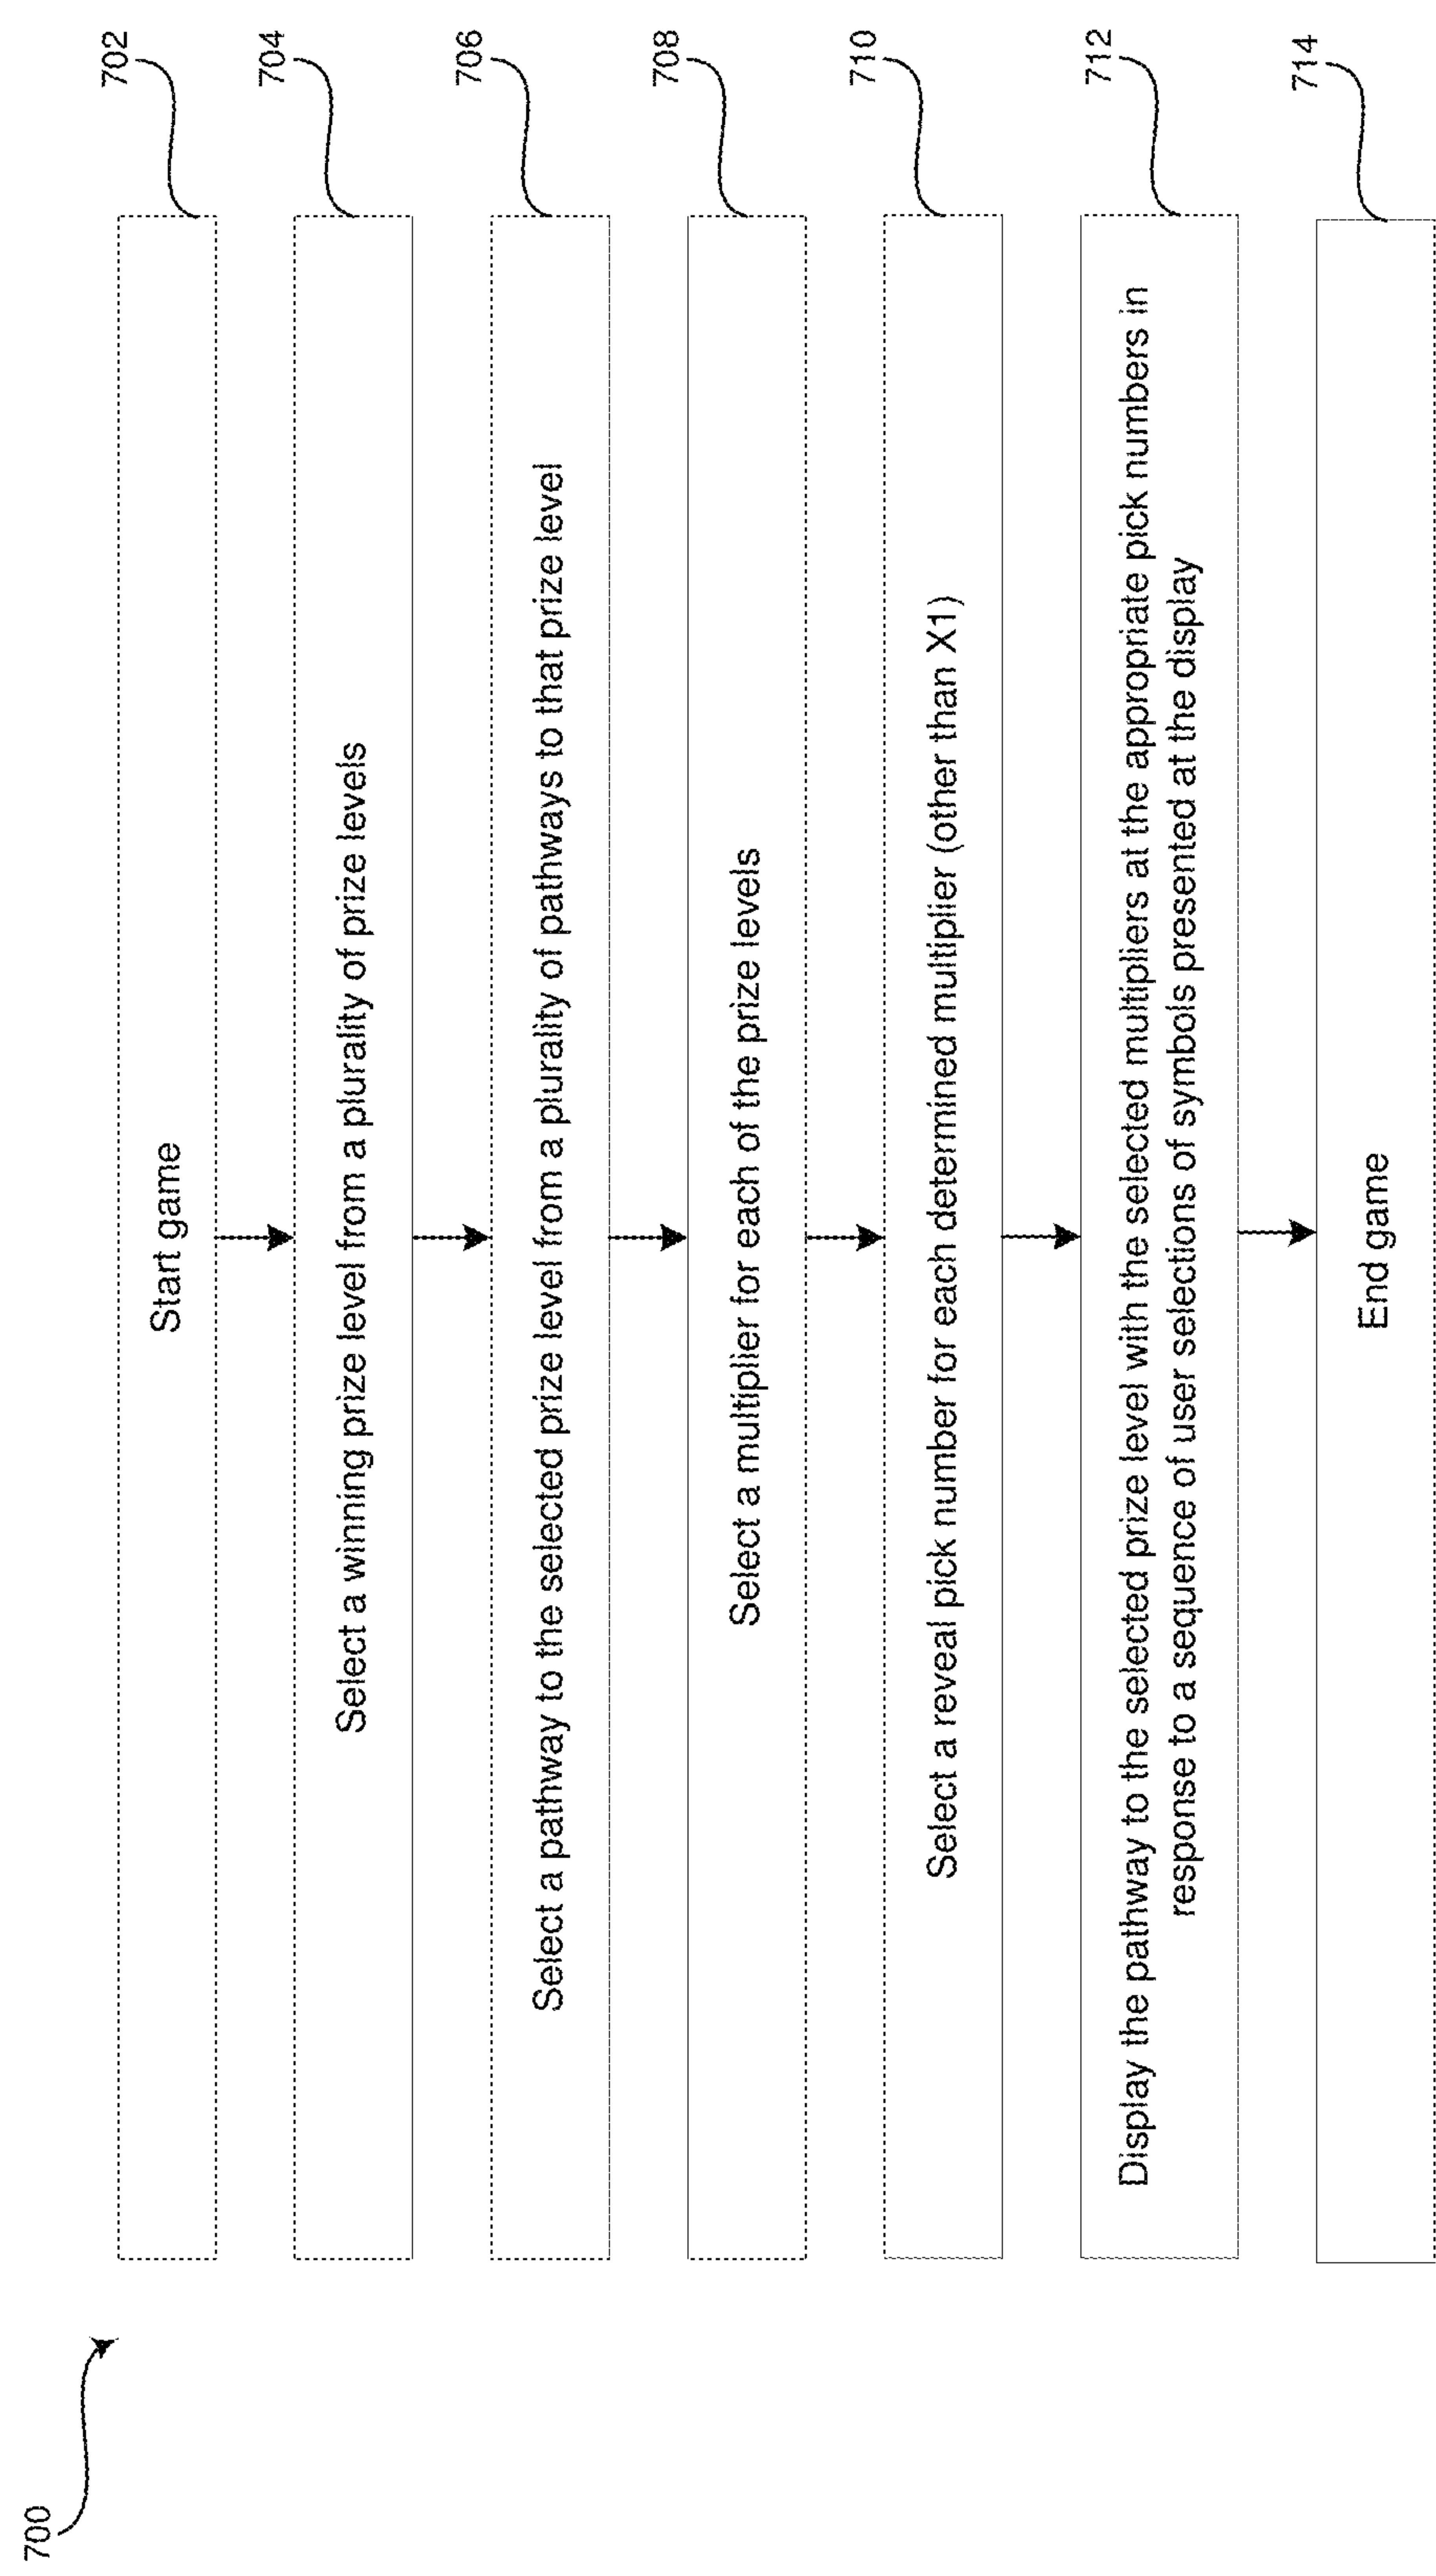 700
Start game
702
Select a winning prize level from a plurality of prize levels
704
Select a pathway to the selected prize level from a plurality of pathways to that prize level
706
Select a multiplier for each of the prize levels
708
Select a reveal pick number for each determined multiplier (other than X1)
710
Display the pathway to the selected prize level with the selected multipliers at the appropriate pick numbers in
response to a sequence of user selections of symbols presented at the display
712
End game
714